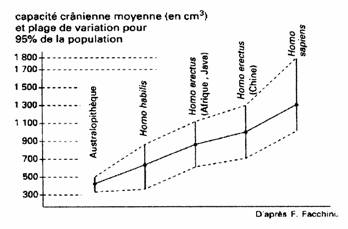 capacité crânienne moyenne (en cm³)
et plage de variation pour
95% de la population
1 800
1 700
1 500
1 300
1 100
900
700
500
300
Australopithèque
Homo habilis
Homo erectus
(Afrique, Java)
Homo erectus
(Chine)
Homo
sapiens
D'après F. Facchini.